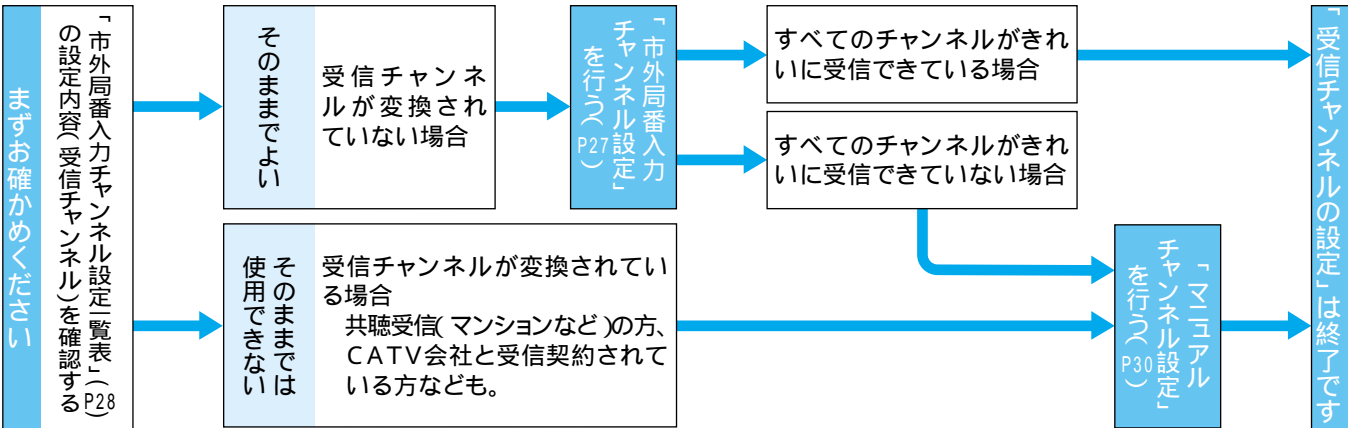 まずお確かめください
「市外局番入力チャンネル設定一覧表」(P28)
の設定内容(受信チャンネル)を確認する
そのままでよい
受信チャンネ
ルが変換され
ていない場合
「市外局番入力
チャンネル設定」
を行う(P27)
すべてのチャンネルがきれ
いに受信できている場合
すべてのチャンネルがきれ
いに受信できていない場合
そのままでは
使用できない
受信チャンネルが変換されてい
る場合
共聴受信(マンションなど)の方、
CATV会社と受信契約されて
いる方なども。
「マニュアル
チャンネル設定」
を行う(P30)
「受信チャンネルの設定」は終了です